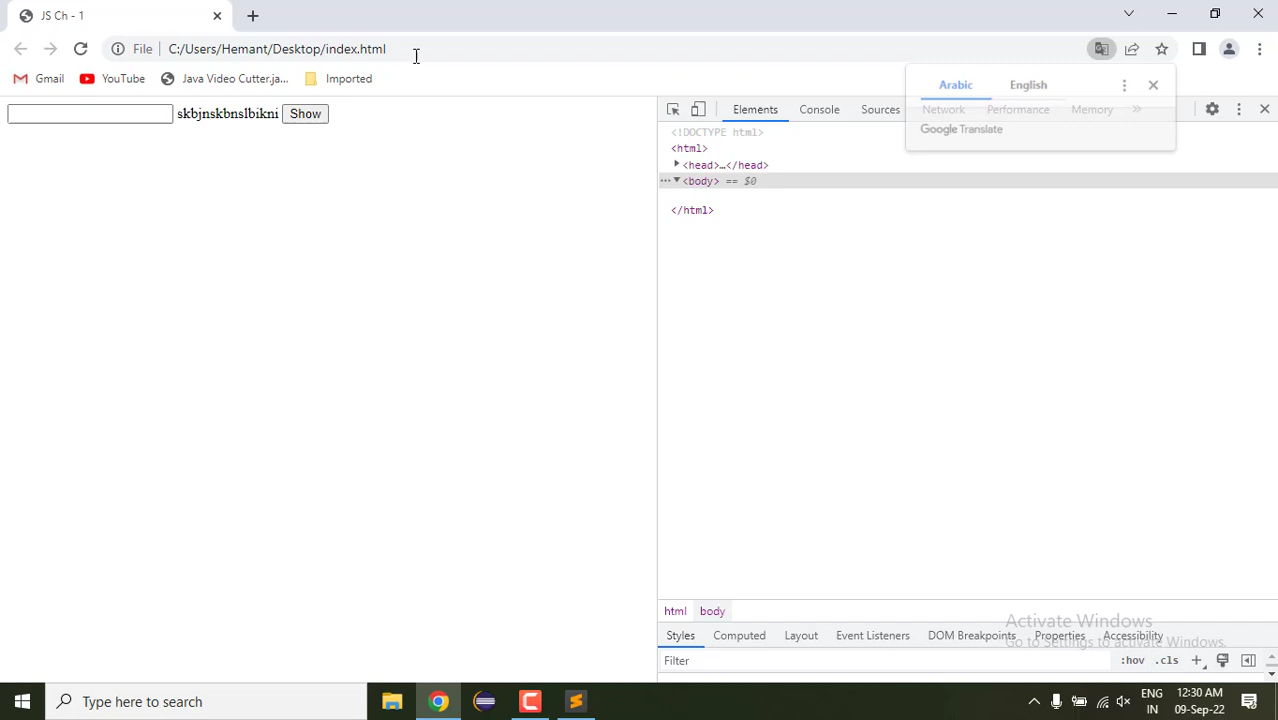 JS Ch - 1
File
C:/Users/Hemant/Desktop/index.html
Gmail
YouTube
Java Video Cutter.ja...
Imported
Arabic
English
Google Translate
skbjnskbnslbikni
Show
Elements
Console
Sources
Network
Performance
Memory
<!DOCTYPE html>
<html>
<head>…</head>
<body> == $0
</html>
html
body
Styles
Computed
Layout
Event Listeners
DOM Breakpoints
Properties
Accessibility
Filter
:hov
.cls
Activate Windows
Go to Settings to activate Windows.
Type here to search
ENG
IN
12:30 AM
09-Sep-22